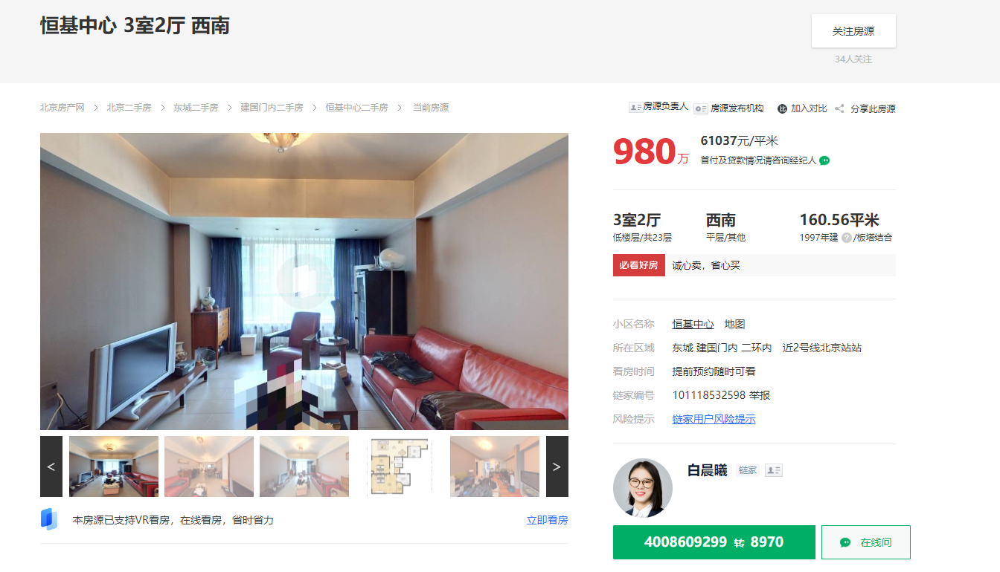 恒基中心 3室2厅 西南
关注房源
34人关注
北京房产网 > 北京二手房 > 东城二手房 > 建国门内二手房 > 恒基中心二手房 > 当前房源
房源负责人 房源发布机构 加入对比 分享此房源
980万
61037元/平米
首付及贷款情况请咨询经纪人
3室2厅 西南 160.56平米
低楼层/共23层 平层/其他 1997年建 ? /板塔结合
必看好房 诚心卖，省心买
小区名称 恒基中心 地图
所在区域 东城 建国门内 二环内 近2号线北京站站
看房时间 提前预约随时可看
链家编号 101118532598 举报
风险提示 链家用户风险提示
< >
白晨曦 链家
本房源已支持VR看房，在线看房，省时省力 立即看房
4008609299 转 8970
在线问